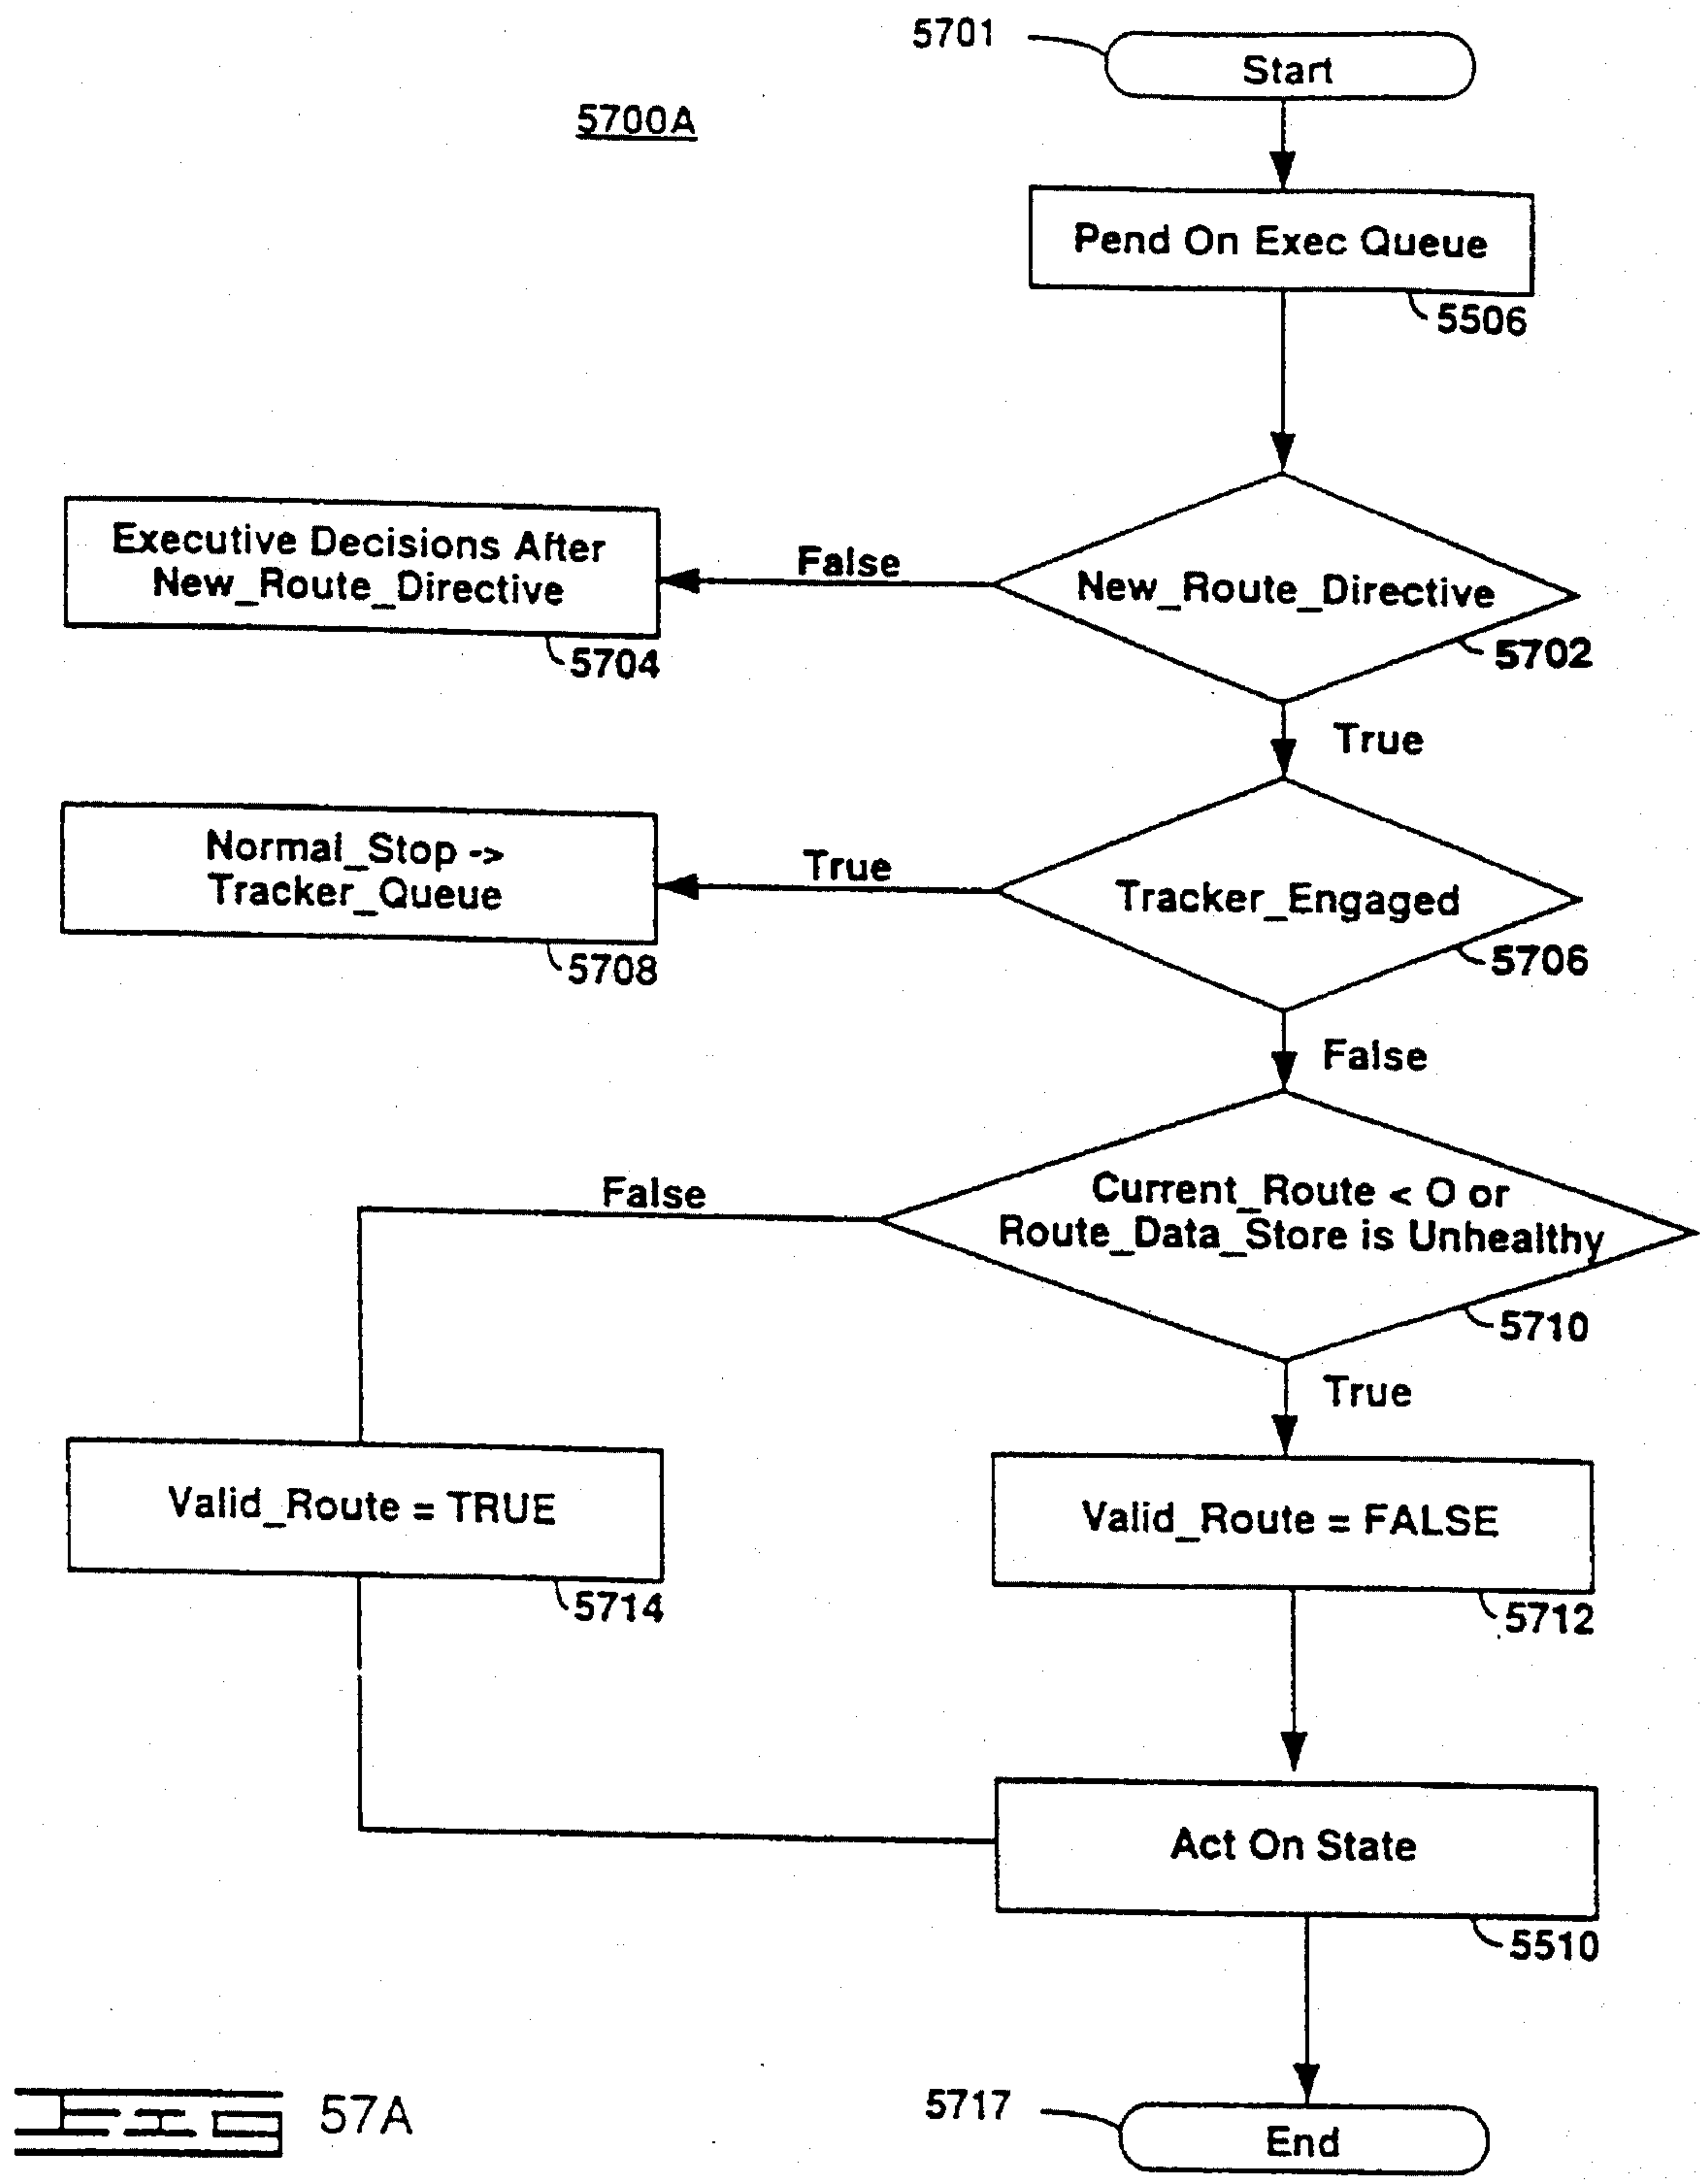 5701
Start
5700A
Pend On Exec Queue
5506
Executive Decisions After
New_Route_Directive
5704
False
New_Route_Directive
5702
True
Normal_Stop ->
Tracker_Queue
5708
True
Tracker_Engaged
5706
False
False
Current_Route < O or
Route_Data_Store is Unhealthy
5710
True
Valid_Route = TRUE
5714
Valid_Route = FALSE
5712
Act On State
5510
Fig 57A
5717
End